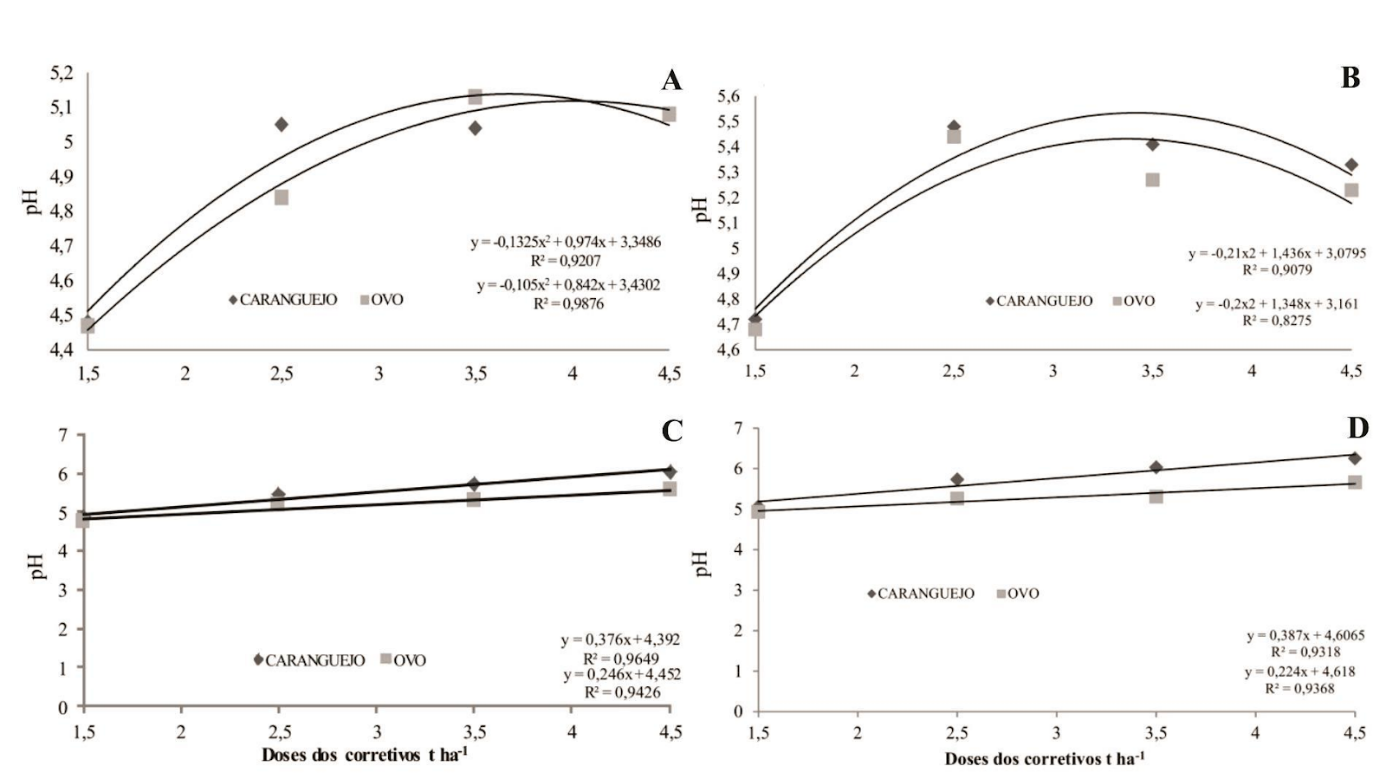 A
5,2
5,1
5
4,9
4,8
4,7
4,6
4,5
4,4
pH
y = -0,1325x² + 0,974x + 3,3486
R² = 0,9207
y = -0,105x² + 0,842x + 3,4302
R² = 0,9876
CARANGUEJO OVO
1,5 2 2,5 3 3,5 4 4,5
B
5,6
5,5
5,4
5,3
5,2
5,1
5
4,9
4,8
4,7
4,6
pH
y = -0,21x2 + 1,436x + 3,0795
R² = 0,9079
y = -0,2x2 + 1,348x + 3,161
R² = 0,8275
CARANGUEJO OVO
1,5 2 2,5 3 3,5 4 4,5
C
7
6
5
4
3
2
1
0
pH
y = 0,376x + 4,392
R² = 0,9649
y = 0,246x + 4,452
R² = 0,9426
CARANGUEJO OVO
1,5 2 2,5 3 3,5 4 4,5
Doses dos corretivos t ha⁻¹
D
7
6
5
4
3
2
1
0
pH
CARANGUEJO OVO
y = 0,387x + 4,6065
R² = 0,9318
y = 0,224x + 4,618
R² = 0,9368
1,5 2 2,5 3 3,5 4 4,5
Doses dos corretivos t ha⁻¹